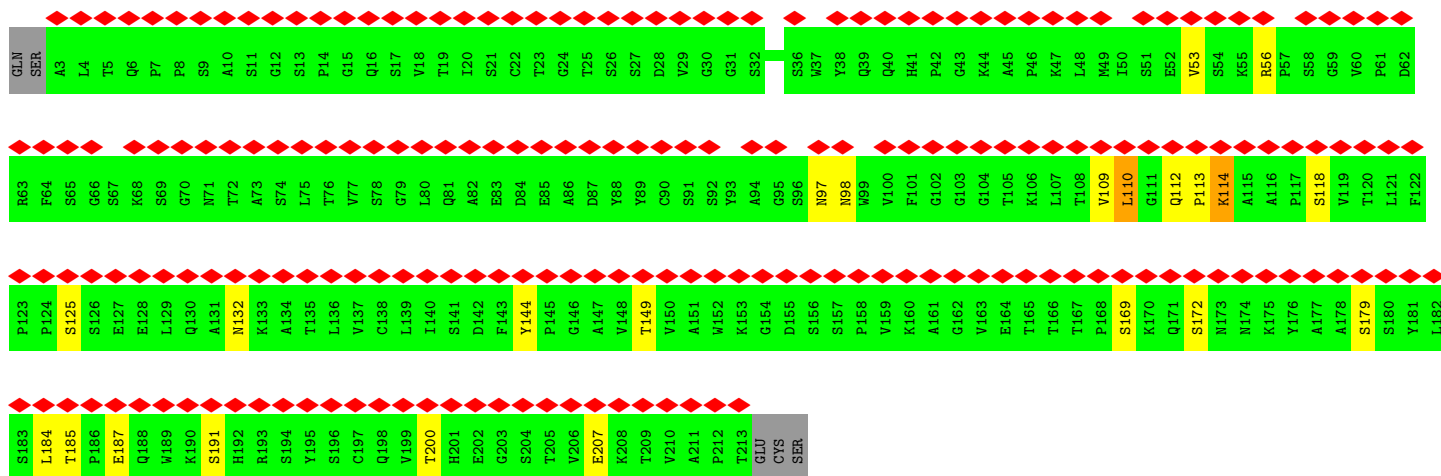 GLN SER A3 L4 T5 Q6 P7 P8 S9 A10 S11 G12 S13 P14 G15 Q16 S17 V18 T19 I20 S21 C22 T23 G24 T25 S26 S27 D28 V29 G30 G31 S32 S36 W37 Y38 Q39 Q40 H41 P42 G43 K44 A45 P46 K47 L48 M49 I50 S51 E52 V53 S54 K55 R56 P57 S58 G59 V60 P61 D62
R63 F64 S65 G66 S67 K68 S69 G70 N71 T72 A73 S74 L75 T76 V77 S78 G79 L80 Q81 A82 E83 D84 E85 A86 D87 Y88 Y89 C90 S91 S92 Y93 A94 G95 S96 N97 N98 W99 V100 F101 G102 G103 G104 T105 K106 L107 T108 V109 L110 G111 Q112 P113 K114 A115 A116 P117 S118 V119 T120 L121 F122
P123 P124 S125 S126 E127 E128 L129 Q130 A131 N132 K133 A134 T135 L136 V137 C138 L139 I140 S141 D142 F143 Y144 P145 G146 A147 V148 T149 V150 A151 W152 K153 G154 D155 S156 S157 P158 V159 K160 A161 G162 V163 E164 T165 T166 T167 P168 S169 K170 Q171 S172 N173 N174 K175 Y176 A177 A178 S179 S180 Y181 L182
S183 L184 T185 P186 E187 Q188 W189 K190 S191 H192 R193 S194 Y195 S196 C197 Q198 V199 T200 H201 E202 G203 S204 T205 V206 E207 K208 T209 V210 A211 P212 T213 GLU CYS SER